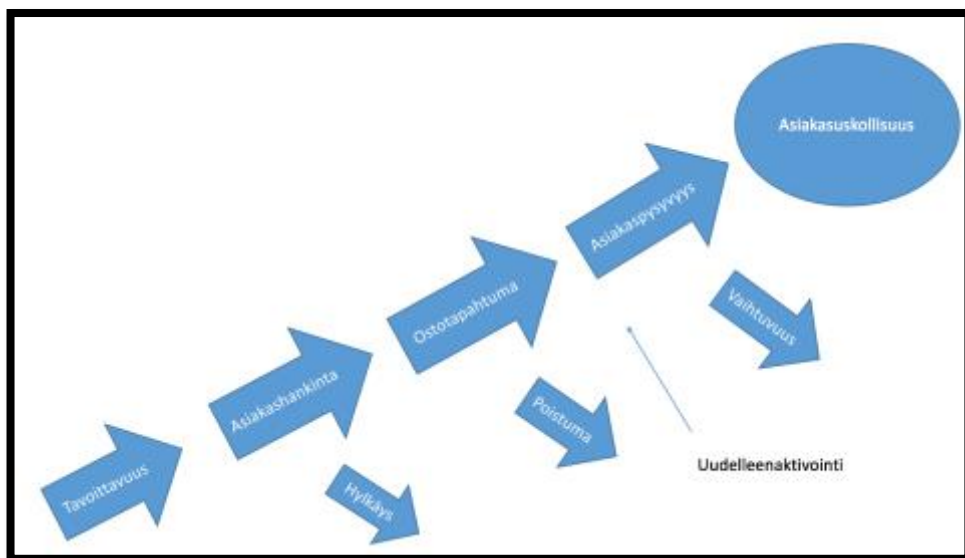 Asiakasuskollisuus
Asiakaspysyvyys
Vaihtuvuus
Ostotapahtuma
Poistuma
Uudelleenaktivointi
Asiakashankinta
Hylkäys
Tavoittavuus